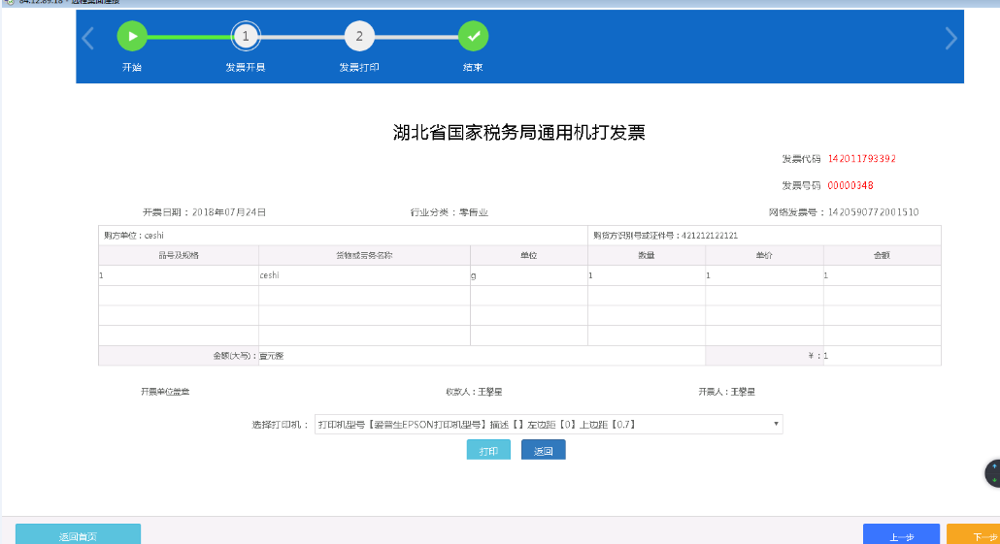 84.12.89.18 - 远程桌面连接
1 2
开始 发票开具 发票打印 结束
湖北省国家税务局通用机打发票
发票代码 142011793392
发票号码 00000348
开票日期：2018年07月24日 行业分类：零售业 网络发票号：1420590772001510
购方单位：ceshi 购货方识别号或证件号：421212122121
品号及规格 货物或劳务名称 单位 数量 单价 金额
1 ceshi g 1 1 1
金额(大写)：壹元整 ￥：1
开票单位盖章 收款人：王攀星 开票人：王攀星
选择打印机： 打印机型号【爱普生EPSON打印机型号】描述【】左边距【0】上边距【0.7】
打印 返回
返回首页 上一步 下一步